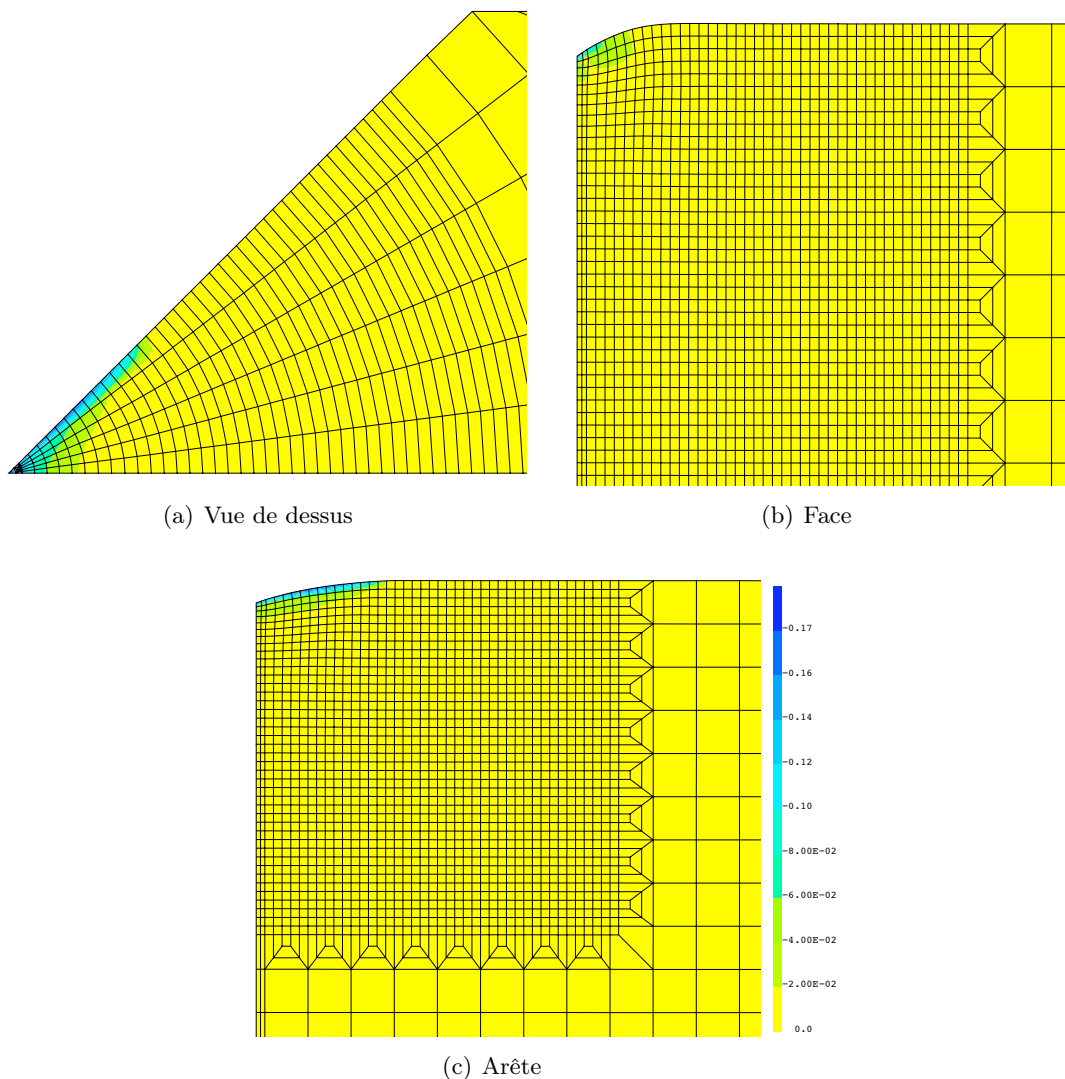 (a) Vue de dessus
(b) Face
-0.17
-0.16
-0.14
-0.12
-0.10
-8.00E-02
-6.00E-02
-4.00E-02
-2.00E-02
0.0
(c) Arête